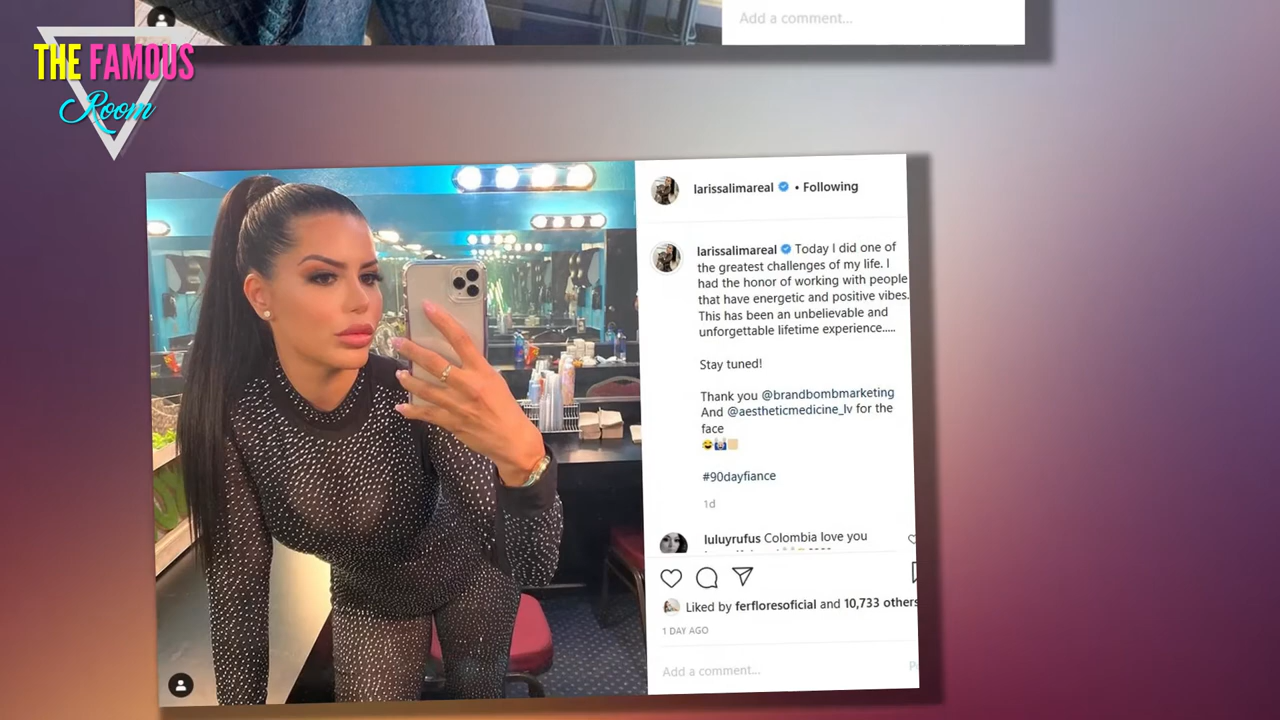 Add a comment...
THE FAMOUS
Room
larissalimareal • Following
larissalimareal Today I did one of
the greatest challenges of my life. I
had the honor of working with people
that have energetic and positive vibes.
This has been an unbelievable and
unforgettable lifetime experience.....
Stay tuned!
Thank you @brandbombmarketing
And @aestheticmedicine_lv for the
face
#90dayfiance
1d
luluyrufus Colombia love you
Liked by ferfloresoficial and 10,733 others
1 DAY AGO
Add a comment...